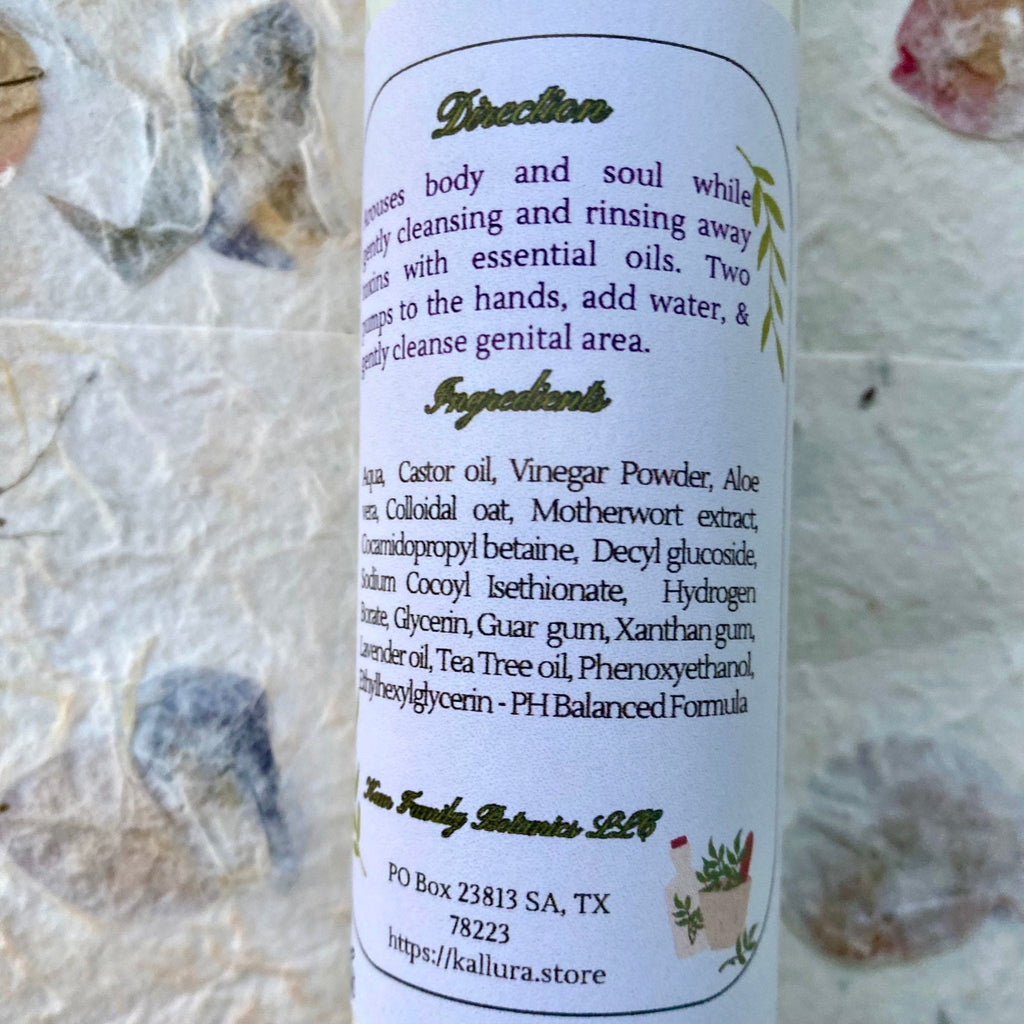 Direction
Arouses body and soul while
gently cleansing and rinsing away
toxins with essential oils. Two
pumps to the hands, add water, &
gently cleanse genital area.
Ingredients
Aqua, Castor oil, Vinegar Powder, Aloe
vera, Colloidal oat, Motherwort extract,
Cocamidopropyl betaine, Decyl glucoside,
Sodium Cocoyl Isethionate, Hydrogen
Borate, Glycerin, Guar gum, Xanthan gum,
Lavender oil, Tea Tree oil, Phenoxyethanol,
Ethylhexylglycerin - PH Balanced Formula
Family Botanics LLC
PO Box 23813 SA, TX
78223
https://kallura.store